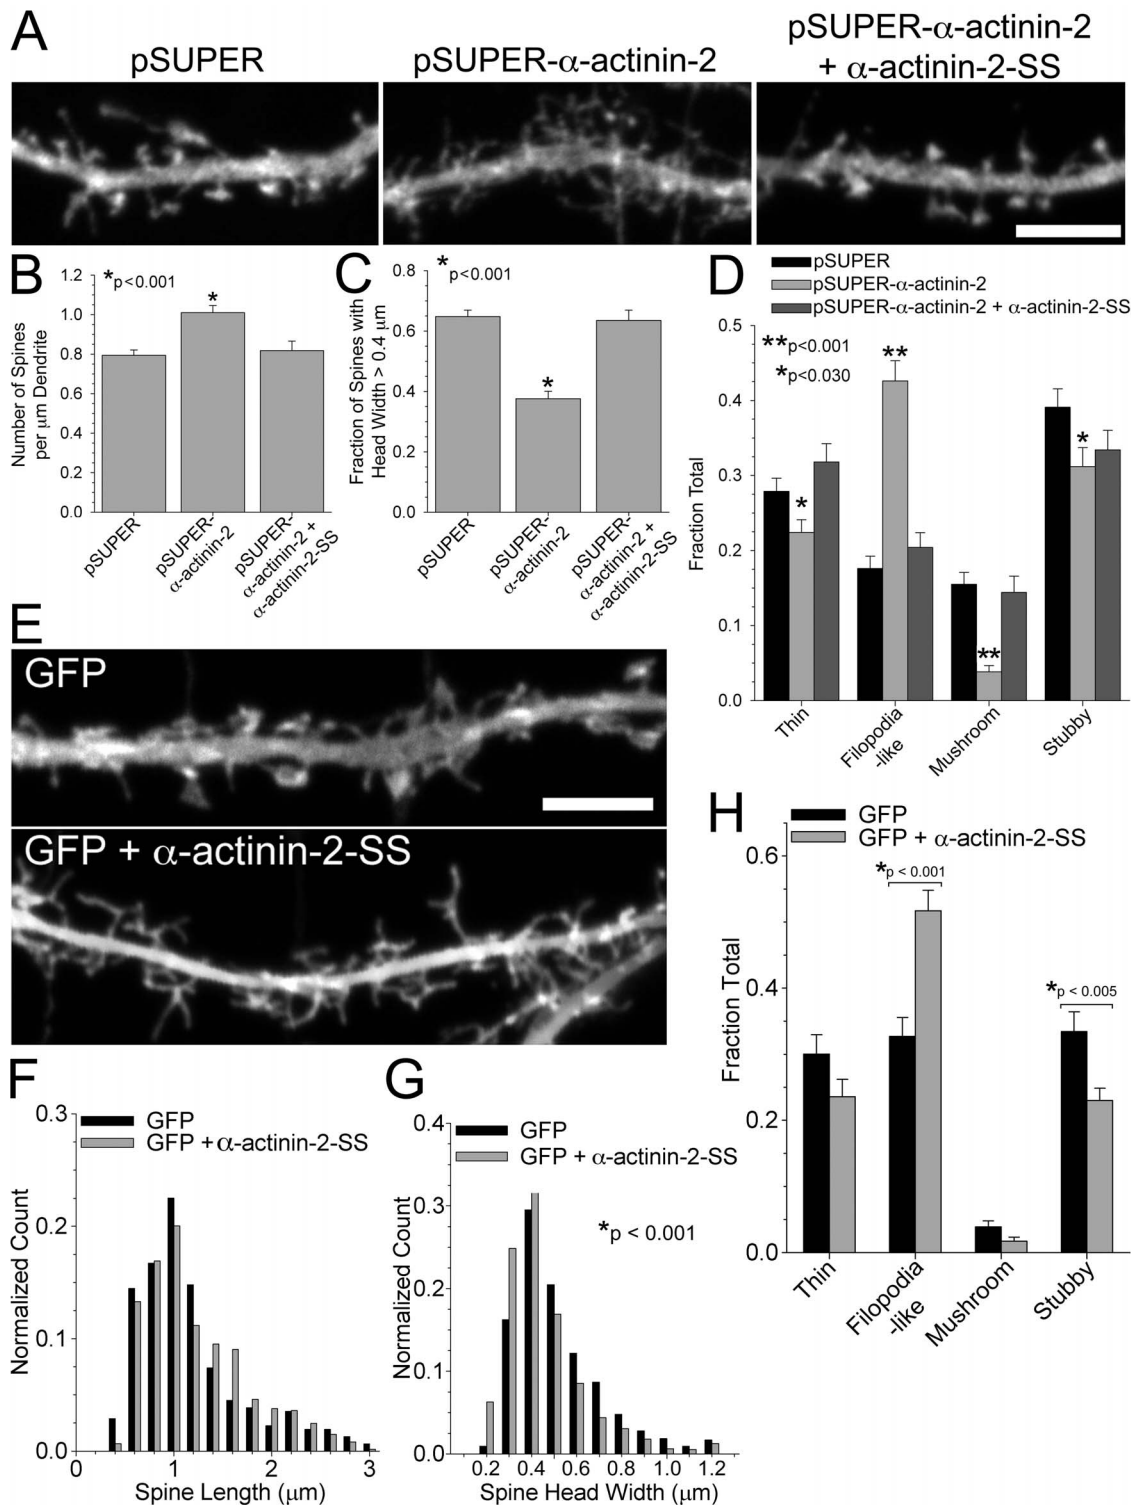 A
pSUPER
pSUPER-α-actinin-2
pSUPER-α-actinin-2
+ α-actinin-2-SS
B
*p<0.001
Number of Spines
per μm Dendrite
1.2
1.0
0.8
0.6
0.4
0.2
0.0
*
pSUPER
pSUPER-
α-actinin-2
pSUPER-
α-actinin-2 +
α-actinin-2-SS
C
*p<0.001
Fraction of Spines with
Head Width > 0.4 μm
0.8
0.6
0.4
0.2
0.0
*
pSUPER
pSUPER-
α-actinin-2
pSUPER-
α-actinin-2 +
α-actinin-2-SS
D
pSUPER
pSUPER-α-actinin-2
pSUPER-α-actinin-2 + α-actinin-2-SS
**p<0.001
*p<0.030
Fraction Total
0.5
0.4
0.3
0.2
0.1
0.0
*
**
**
*
Thin
Filopodia
-like
Mushroom
Stubby
E
GFP
GFP + α-actinin-2-SS
F
GFP
GFP + α-actinin-2-SS
Normalized Count
0.3
0.2
0.1
0.0
0 1 2 3
Spine Length (μm)
G
GFP
GFP + α-actinin-2-SS
*p < 0.001
Normalized Count
0.4
0.3
0.2
0.1
0.0
0.2 0.4 0.6 0.8 1.0 1.2
Spine Head Width (μm)
H
GFP
GFP + α-actinin-2-SS
*p < 0.001
*p < 0.005
Fraction Total
0.6
0.4
0.2
0.0
Thin
Filopodia
-like
Mushroom
Stubby